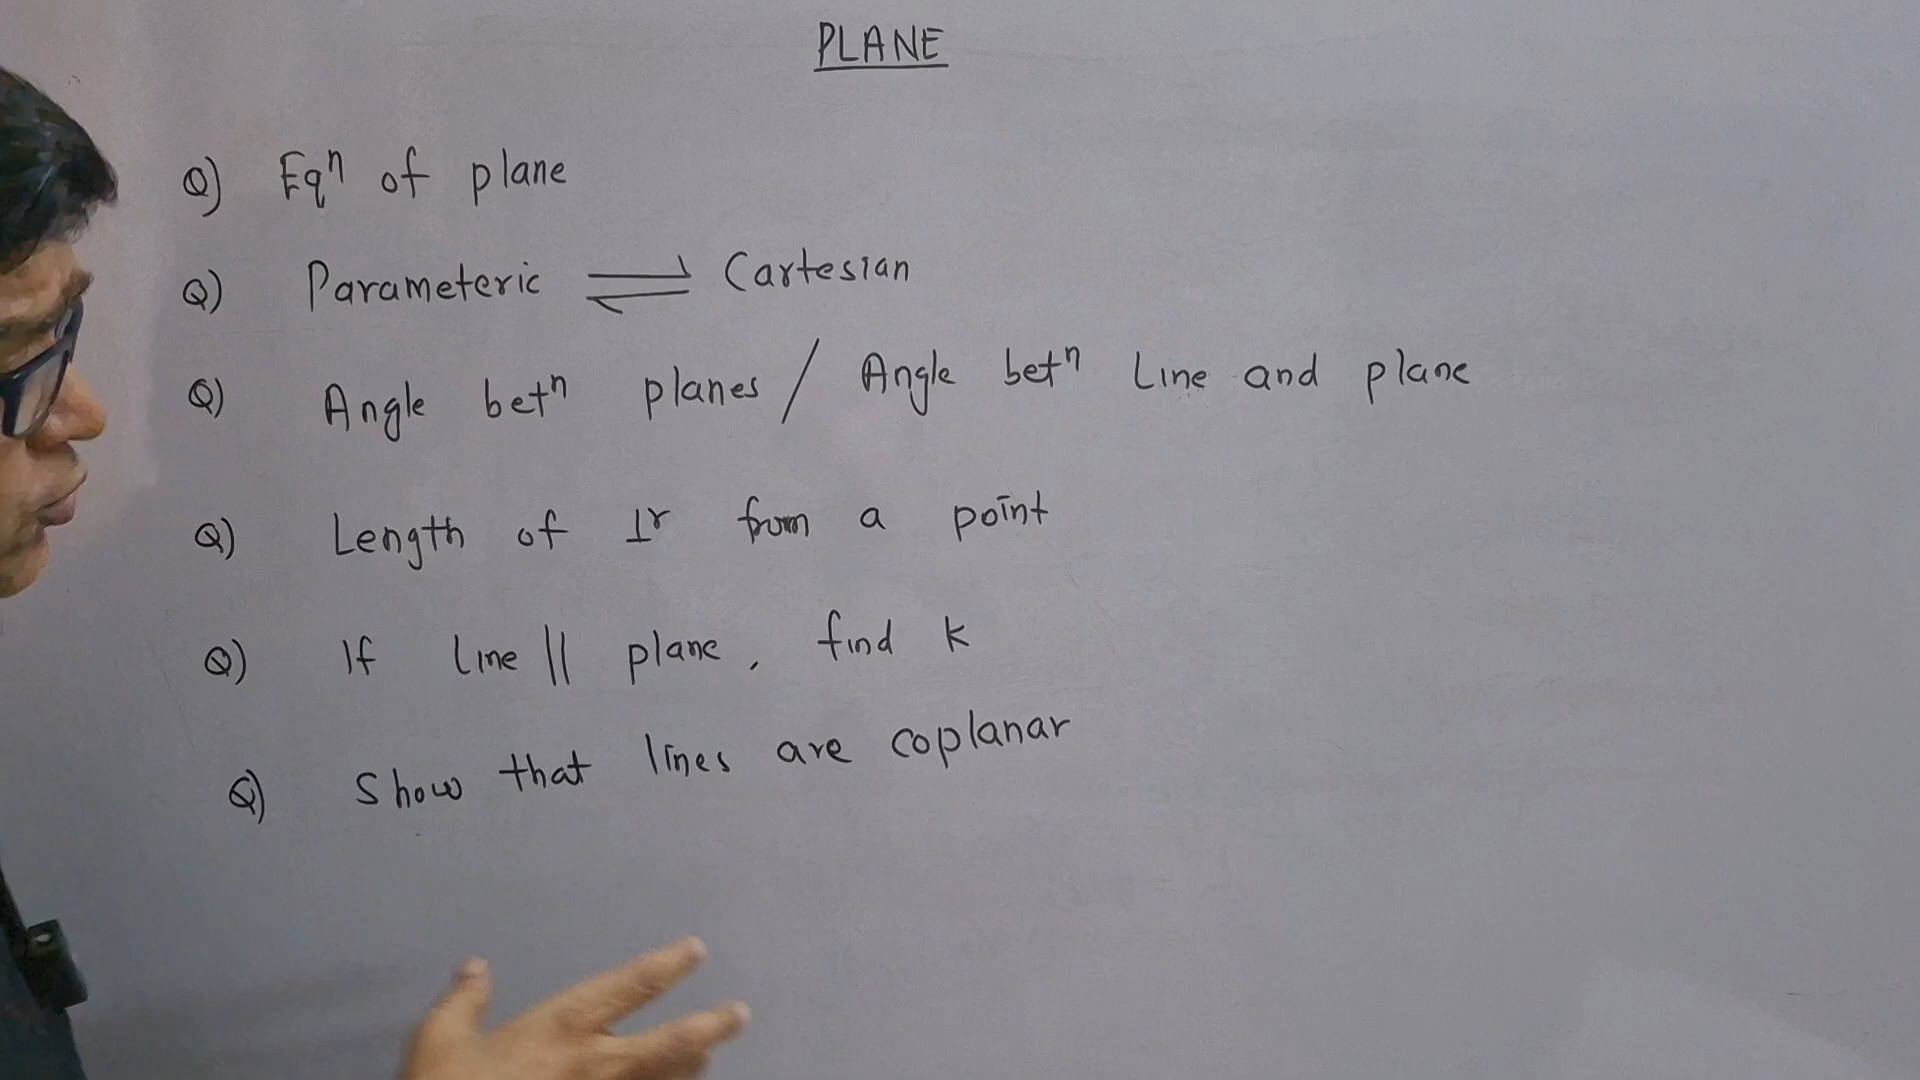 PLANE
Q) Eqⁿ of plane
Q) Parameteric ⇌ Cartesian
Q) Angle betⁿ planes / Angle betⁿ Line and plane
Q) Length of ⊥ʳ from a point
Q) If line || plane, find k
Q) Show that lines are coplanar